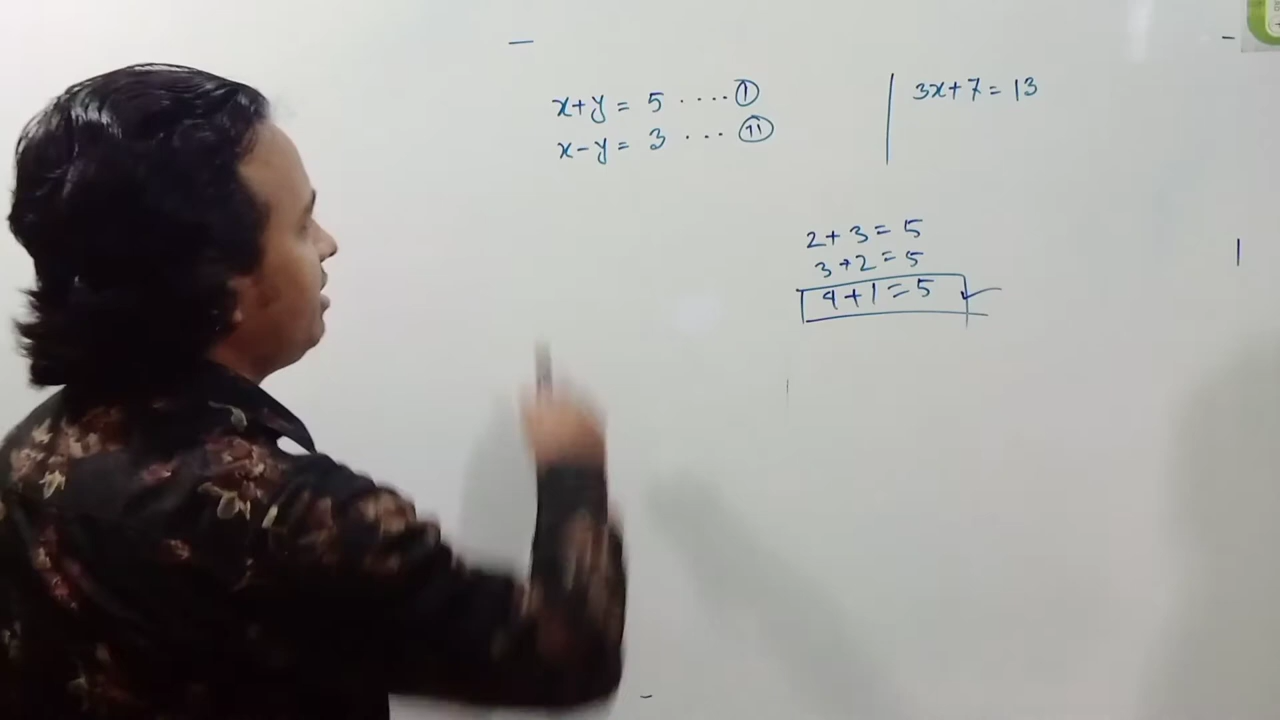 x+y = 5 .... (1)
x-y = 3 ... (11)
3x+7 = 13
2+3 = 5
3+2 = 5
4+1 = 5 ✓